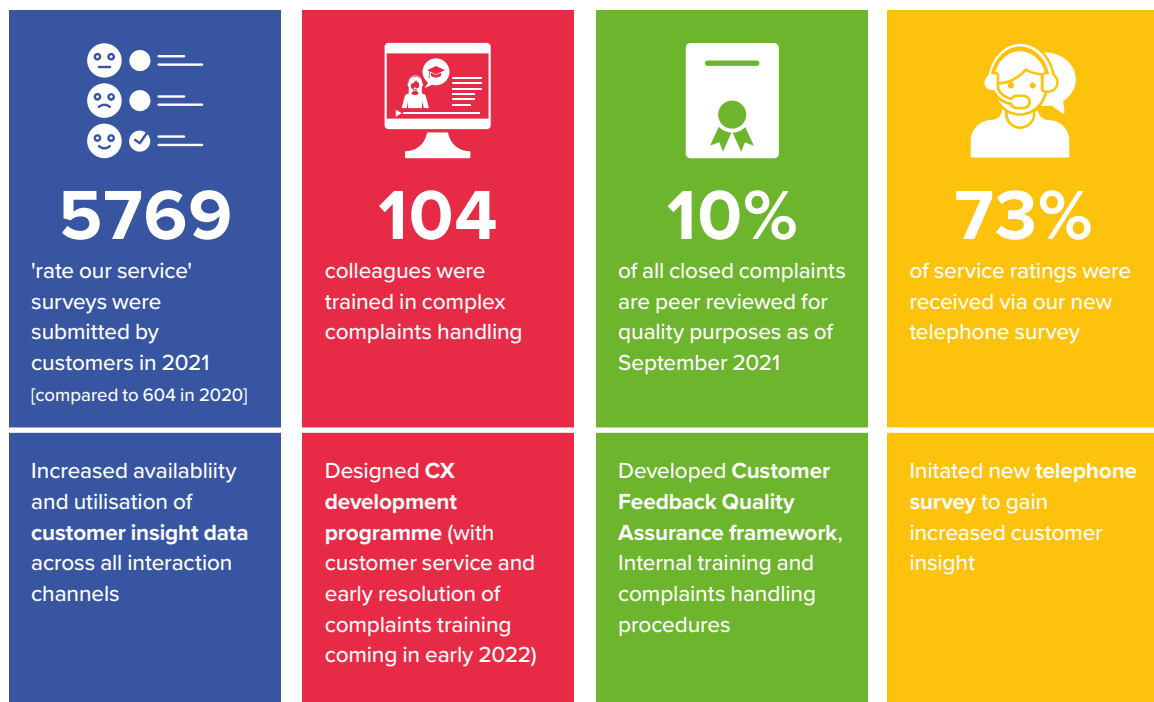 5769
'rate our service'
surveys were
submitted by
customers in 2021
[compared to 604 in 2020]
104
colleagues were
trained in complex
complaints handling
10%
of all closed complaints
are peer reviewed for
quality purposes as of
September 2021
73%
of service ratings were
received via our new
telephone survey
Increased availabliity
and utilisation of
customer insight data
across all interaction
channels
Designed CX
development
programme (with
customer service and
early resolution of
complaints training
coming in early 2022)
Developed Customer
Feedback Quality
Assurance framework,
Internal training and
complaints handling
procedures
Initated new telephone
survey to gain
increased customer
insight